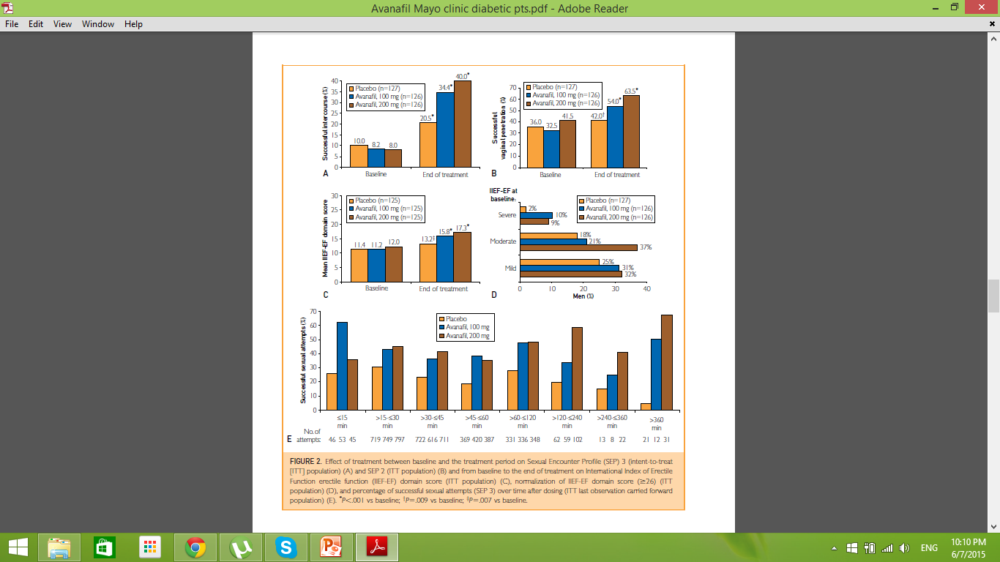 Avanafil Mayo clinic diabetic pts.pdf - Adobe Reader
File Edit View Window Help
Successful intercourse (%)
40
35
30
25
20
15
10
5
0
Placebo (n=127)
Avanafil, 100 mg (n=126)
Avanafil, 200 mg (n=126)
10.0 8.2 8.0
20.5* 34.4* 40.0*
Baseline End of treatment
A
Successful
vaginal penetration (%)
70
60
50
40
30
20
10
0
Placebo (n=127)
Avanafil, 100 mg (n=126)
Avanafil, 200 mg (n=126)
36.0 32.5 41.5
42.0† 54.0* 63.5*
Baseline End of treatment
B
Mean IIEF-EF domain score
30
25
20
15
10
5
0
Placebo (n=125)
Avanafil, 100 mg (n=125)
Avanafil, 200 mg (n=125)
11.4 11.2 12.0
13.2‡ 15.8* 17.3*
Baseline End of treatment
C
IIEF-EF at
baseline:
Placebo (n=127)
Avanafil, 100 mg (n=126)
Avanafil, 200 mg (n=126)
Severe
2%
10%
9%
Moderate
18%
21%
37%
Mild
25%
31%
32%
0 10 20 30 40
Men (%)
D
Successful sexual attempts (%)
70
60
50
40
30
20
10
0
Placebo
Avanafil, 100 mg
Avanafil, 200 mg
≤15 >15-≤30 >30-≤45 >45-≤60 >60-≤120 >120-≤240 >240-≤360 >360
min min min min min min min min
No. of
E attempts: 46 53 45 719 749 797 722 616 711 369 420 387 331 336 348 62 59 102 13 8 22 21 12 31
FIGURE 2. Effect of treatment between baseline and the treatment period on Sexual Encounter Profile (SEP) 3 (intent-to-treat
[ITT] population) (A) and SEP 2 (ITT population) (B) and from baseline to the end of treatment on International Index of Erectile
Function erectile function (IIEF-EF) domain score (ITT population) (C), normalization of IIEF-EF domain score (≥26) (ITT
population) (D), and percentage of successful sexual attempts (SEP 3) over time after dosing (ITT last observation carried forward
population) (E). *P<.001 vs baseline; †P=.009 vs baseline; ‡P=.007 vs baseline.
ENG
10:10 PM
6/7/2015